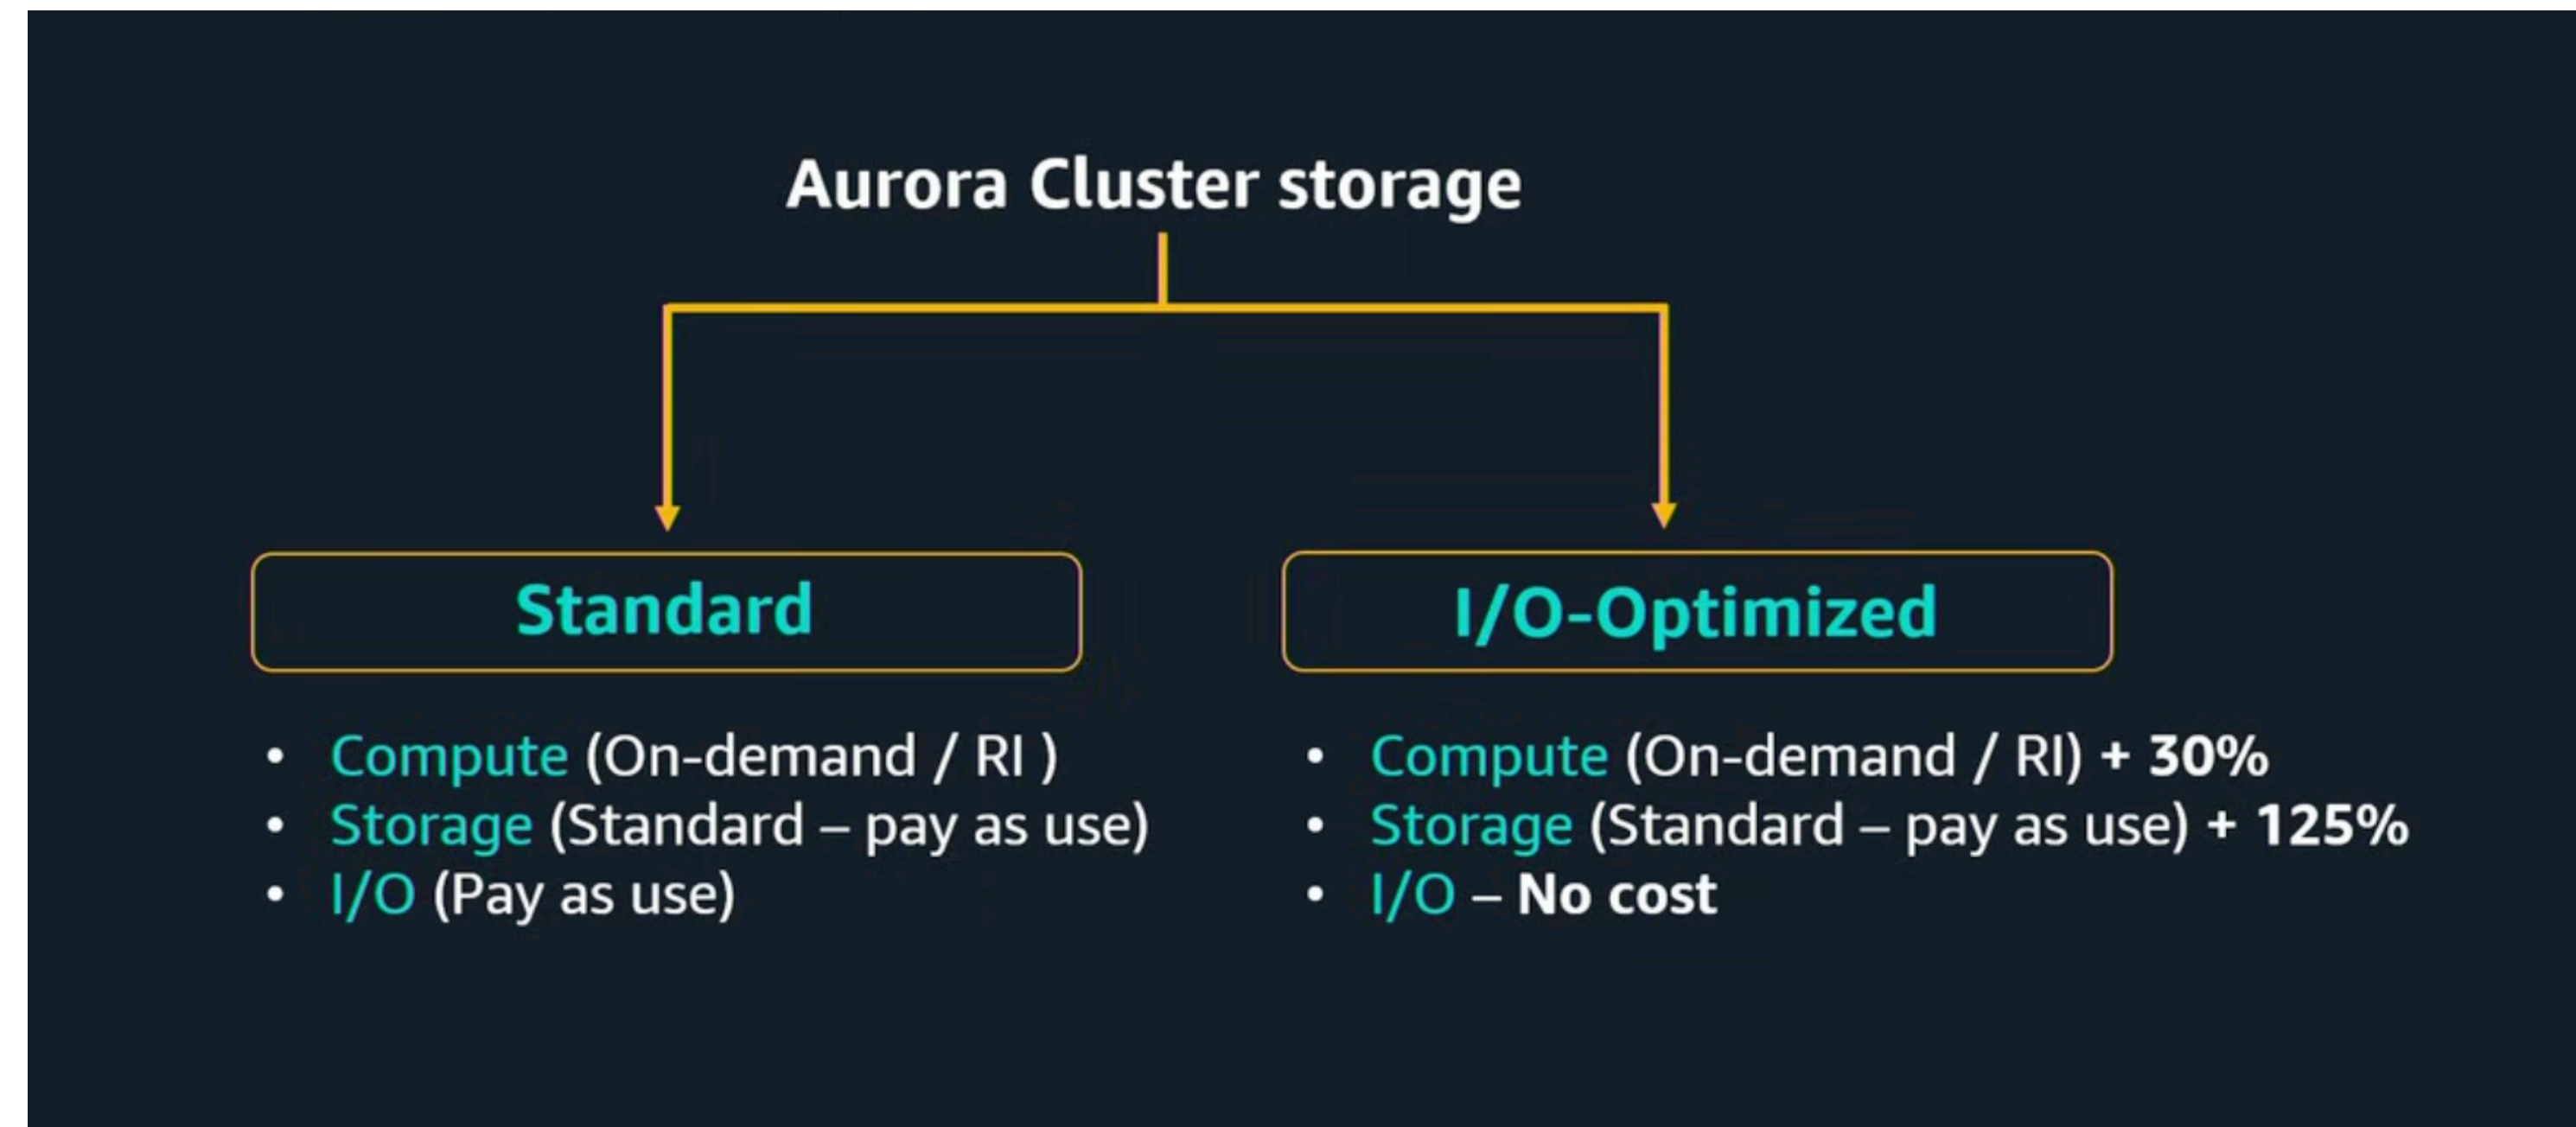 Aurora Cluster storage
Standard
• Compute (On-demand / RI )
• Storage (Standard – pay as use)
• I/O (Pay as use)
I/O-Optimized
• Compute (On-demand / RI) + 30%
• Storage (Standard – pay as use) + 125%
• I/O – No cost